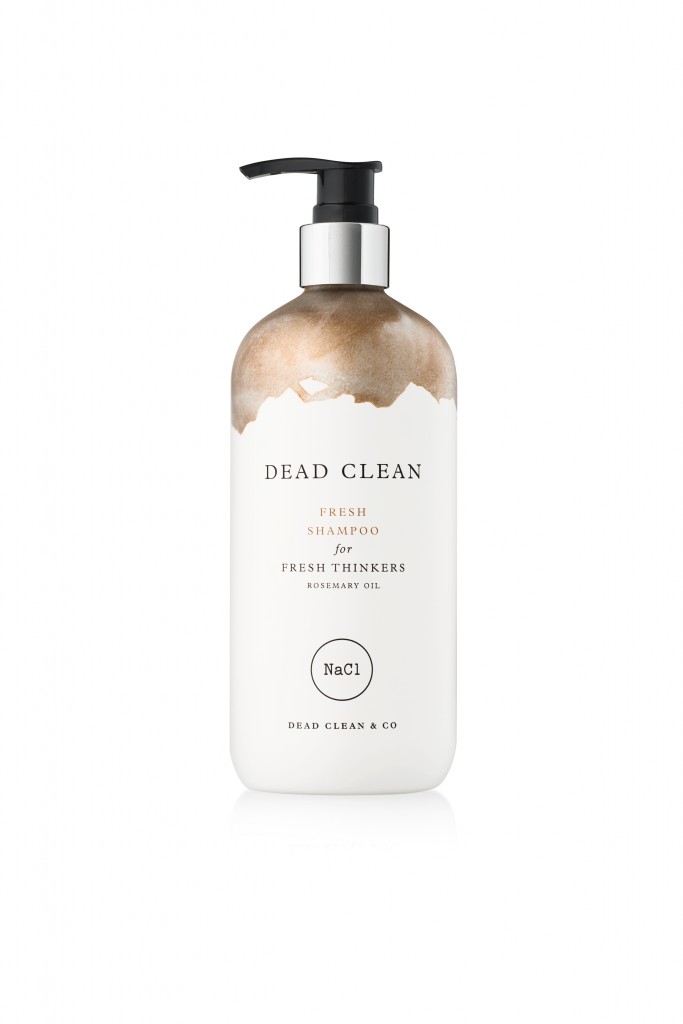 DEAD CLEAN
FRESH
SHAMPOO
for
FRESH THINKERS
ROSEMARY OIL
NaCl
DEAD CLEAN & CO